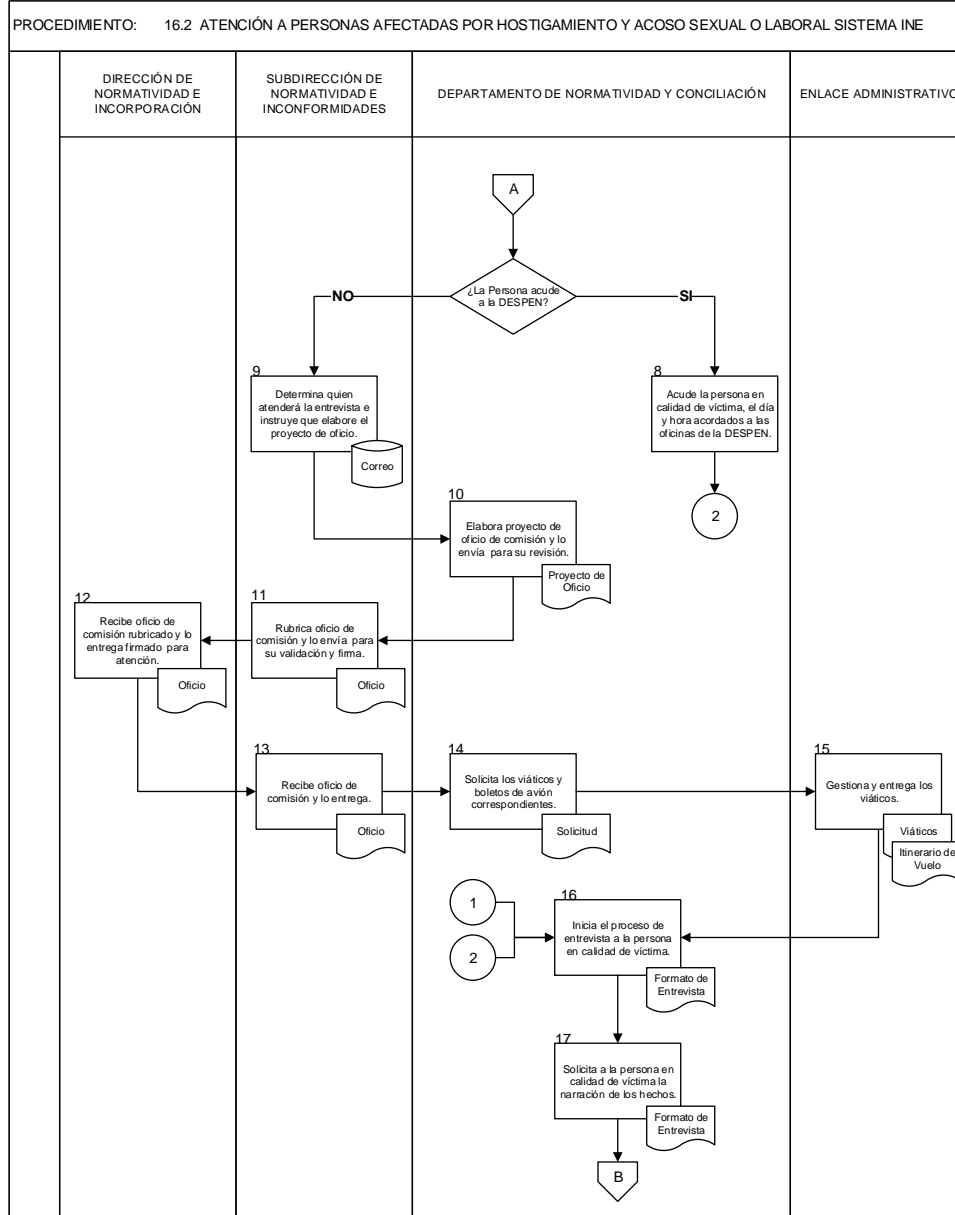 PROCEDIMIENTO: 16.2 ATENCIÓN A PERSONAS AFECTADAS POR HOSTIGAMIENTO Y ACOSO SEXUAL O LABORAL SISTEMA INE
DIRECCIÓN DE
NORMATIVIDAD E
INCORPORACIÓN
SUBDIRECCIÓN DE
NORMATIVIDAD E
INCONFORMIDADES
DEPARTAMENTO DE NORMATIVIDAD Y CONCILIACIÓN
ENLACE ADMINISTRATIVO
A
¿La Persona acude
a la DESPEN?
NO
SI
9
Determina quien
atenderá la entrevista e
instruye que elabore el
proyecto de oficio.
Correo
8
Acude la persona en
calidad de víctima, el día
y hora acordados a las
oficinas de la DESPEN.
2
10
Elabora proyecto de
oficio de comisión y lo
envía para su revisión.
Proyecto de
Oficio
12
Recibe oficio de
comisión rubricado y lo
entrega firmado para
atención.
Oficio
11
Rubrica oficio de
comisión y lo envía para
su validación y firma.
Oficio
13
Recibe oficio de
comisión y lo entrega.
Oficio
14
Solicita los viáticos y
boletos de avión
correspondientes.
Solicitud
15
Gestiona y entrega los
viáticos.
Viáticos
Itinerario de
Vuelo
1
2
16
Inicia el proceso de
entrevista a la persona
en calidad de víctima.
Formato de
Entrevista
17
Solicita a la persona en
calidad de víctima la
narración de los hechos.
Formato de
Entrevista
B